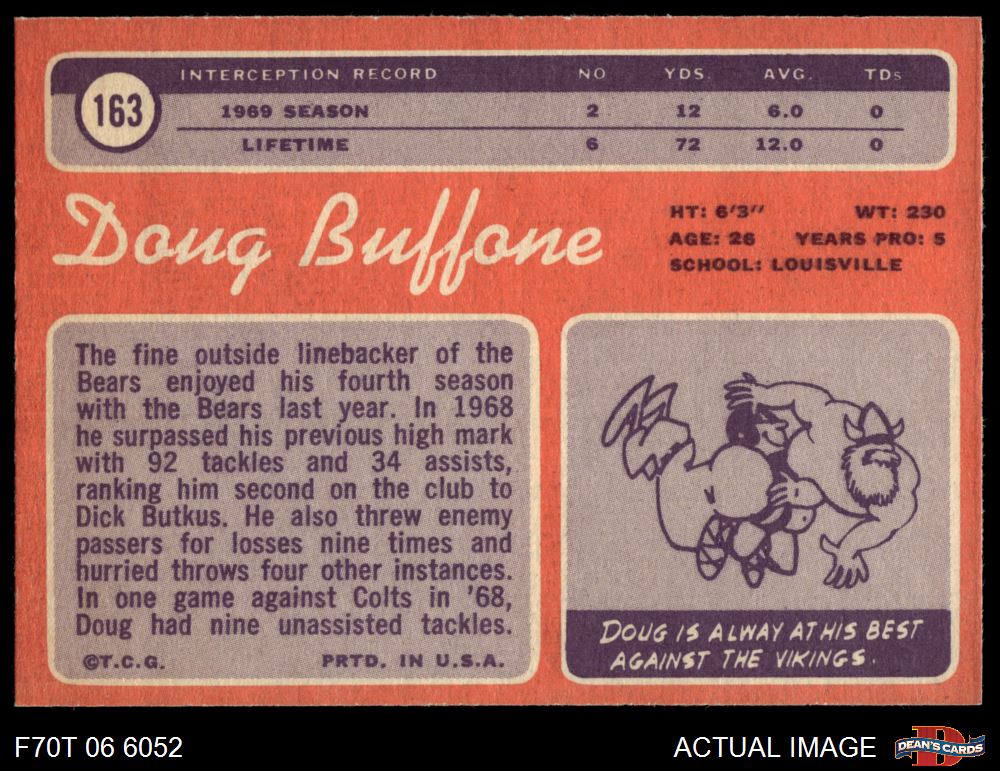 163
INTERCEPTION RECORD NO YDS. AVG. TDs
1969 SEASON 2 12 6.0 0
LIFETIME 6 72 12.0 0
Doug Buffone
HT: 6'3" WT: 230
AGE: 26 YEARS PRO: 5
SCHOOL: LOUISVILLE
The fine outside linebacker of the
Bears enjoyed his fourth season
with the Bears last year. In 1968
he surpassed his previous high mark
with 92 tackles and 34 assists,
ranking him second on the club to
Dick Butkus. He also threw enemy
passers for losses nine times and
hurried throws four other instances.
In one game against Colts in '68,
Doug had nine unassisted tackles.
©T.C.G. PRTD. IN U.S.A.
DOUG IS ALWAY AT HIS BEST
AGAINST THE VIKINGS.
F70T 06 6052
ACTUAL IMAGE
D
DEAN'S CARDS